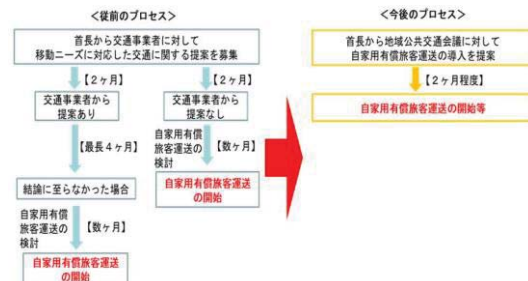 ＜従前のプロセス＞
首長から交通事業者に対して
移動ニーズに対応した交通に関する提案を募集
【２ヶ月】
【２ヶ月】
交通事業者から
提案あり
交通事業者から
提案なし
【最長４ヶ月】
自家用有償
旅客運送の
検討
【数ヶ月】
結論に至らなかった場合
自家用有償旅客運送
の開始
自家用有償
旅客運送の
検討
【数ヶ月】
自家用有償旅客運送
の開始
＜今後のプロセス＞
首長から地域公共交通会議に対して
自家用有償旅客運送の導入を提案
【２ヶ月程度】
自家用有償旅客運送の開始等